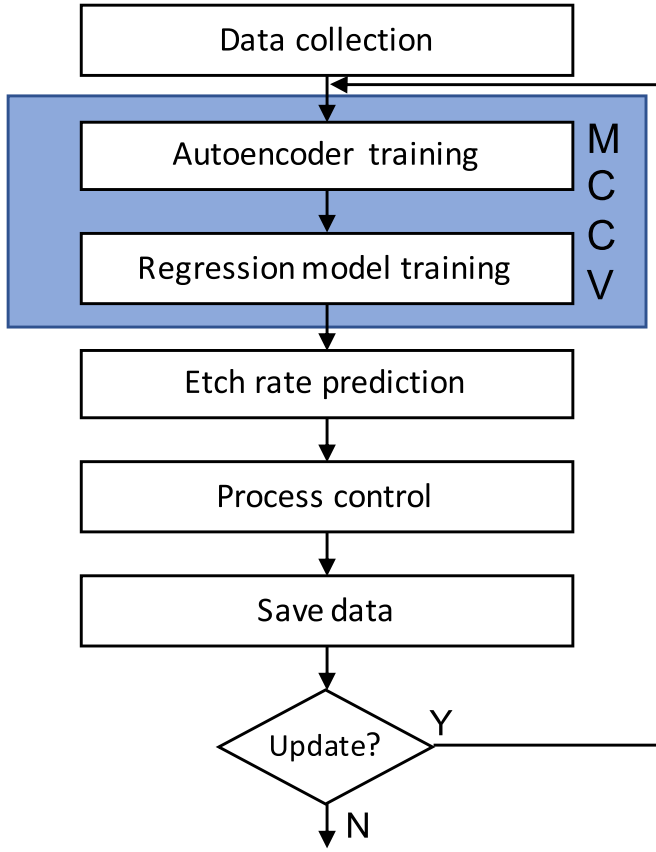 Data collection
Autoencoder training
M
C
C
V
Regression model training
Etch rate prediction
Process control
Save data
Update?
Y
N